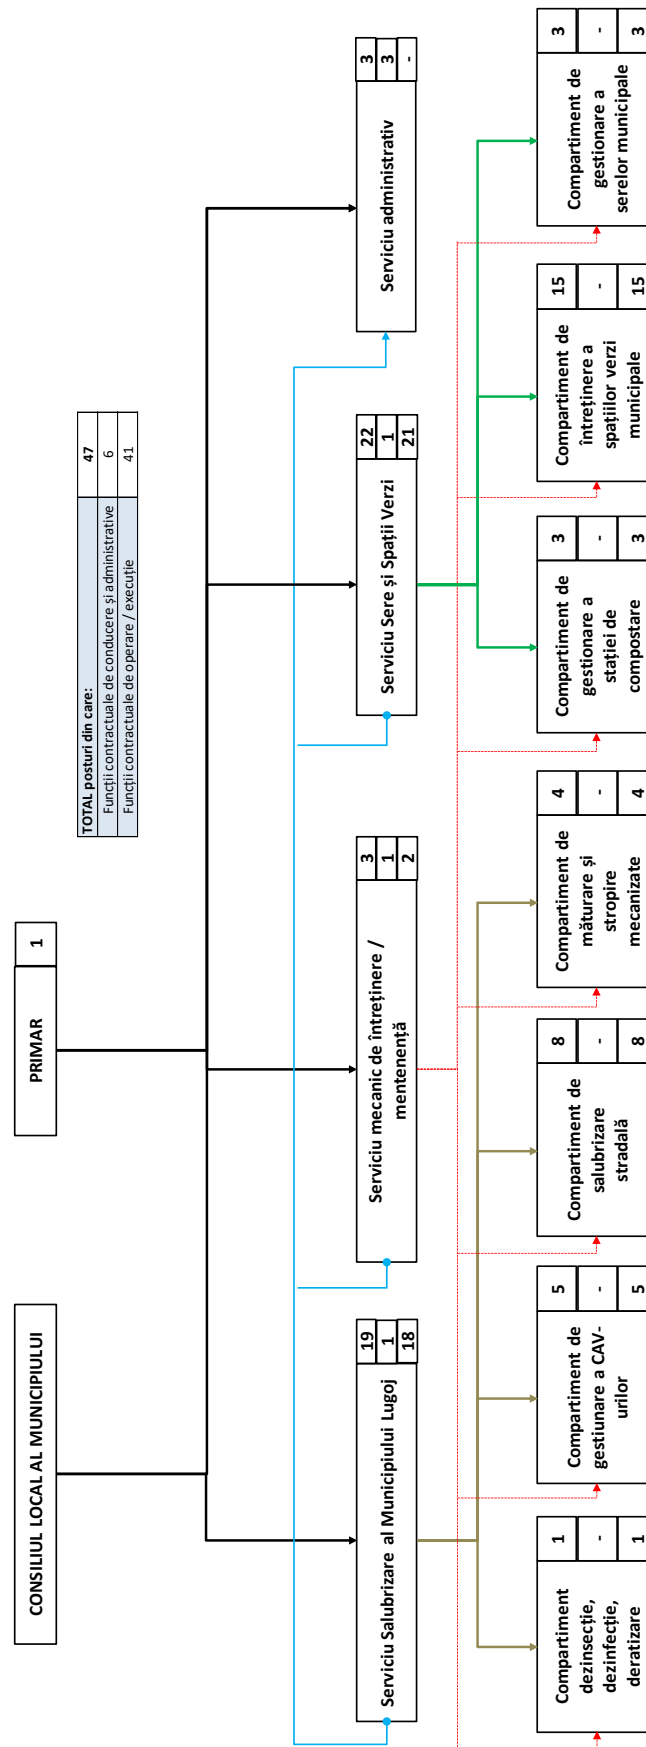 CONSILIUL LOCAL AL MUNICIPIULUI
PRIMAR
1
TOTAL posturi din care:
47
Funcții contractuale de conducere și administrative
6
Funcții contractuale de operare / execuție
41
Serviciu Salubrizare al Municipiului Lugoj
19
1
18
Serviciu mecanic de întreținere /
mentenență
3
1
2
Serviciu Sere și Spații Verzi
22
1
21
Serviciu administrativ
3
3
-
Compartiment
dezinsecție,
dezinfecție,
deratizare
1
-
1
Compartiment de
gestiunare a CAV-
urilor
5
-
5
Compartiment de
salubrizare
stradală
8
-
8
Compartiment de
măturare și
stropire
mecanizate
4
-
4
Compartiment de
gestionare a
stației de
compostare
3
-
3
Compartiment de
întreținere a
spațiilor verzi
municipale
15
-
15
Compartiment de
gestionare a
serelor municipale
3
-
3